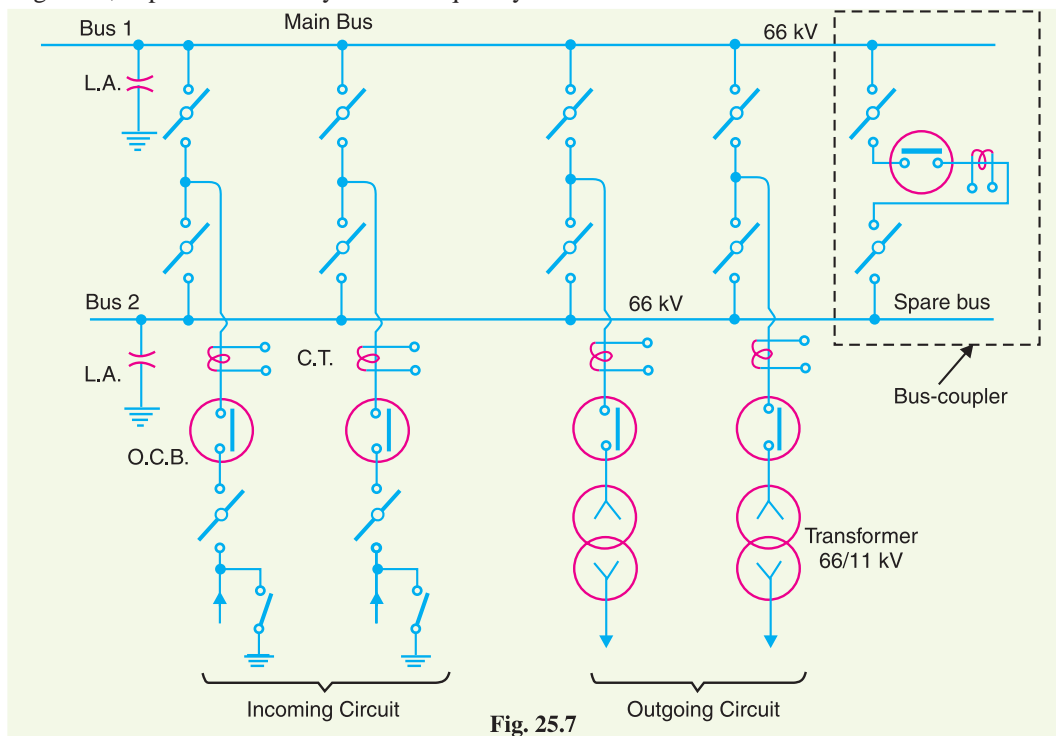 Bus 1
Main Bus
66 kV
L.A.
Bus 2
66 kV
Spare bus
L.A.
C.T.
Bus-coupler
O.C.B.
Transformer
66/11 kV
Incoming Circuit
Outgoing Circuit
Fig. 25.7